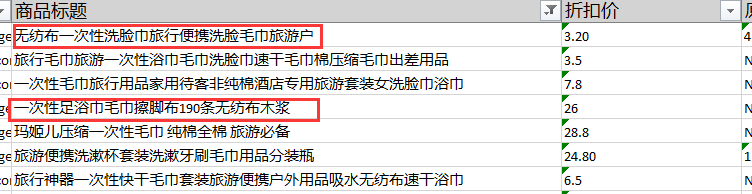 商品标题 折扣价
ge 无纺布一次性洗脸巾旅行便携洗脸毛巾旅游户 3.20 4
cor 旅行毛巾旅游一次性浴巾毛巾洗脸巾速干毛巾棉压缩毛巾出差用品 3.5 N
cor 一次性毛巾旅行用品家用待客非纯棉酒店专用旅游套装女洗脸巾浴巾 7.8 N
ge 一次性足浴巾毛巾擦脚布190条无纺布木浆 26 N
ge 玛姬儿压缩一次性毛巾 纯棉全棉 旅游必备 28.8 N
ge 旅游便携洗漱杯套装洗漱牙刷毛巾用品分装瓶 24.80 1
cor 旅行神器一次性快干毛巾套装旅游便携户外用品吸水无纺布速干浴巾 6.5 N